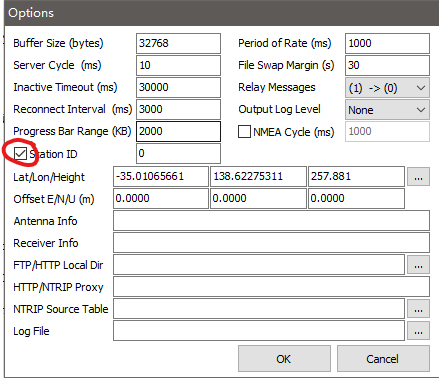 Options
Buffer Size (bytes) 32768 Period of Rate (ms) 1000
Server Cycle (ms) 10 File Swap Margin (s) 30
Inactive Timeout (ms) 30000 Relay Messages (1) -> (0)
Reconnect Interval (ms) 3000 Output Log Level None
Progress Bar Range (KB) 2000 NMEA Cycle (ms) 1000
Station ID 0
Lat/Lon/Height -35.01065661 138.62275311 257.881 ...
Offset E/N/U (m) 0.0000 0.0000 0.0000
Antenna Info
Receiver Info
FTP/HTTP Local Dir ...
HTTP/NTRIP Proxy
NTRIP Source Table ...
Log File ...
OK Cancel